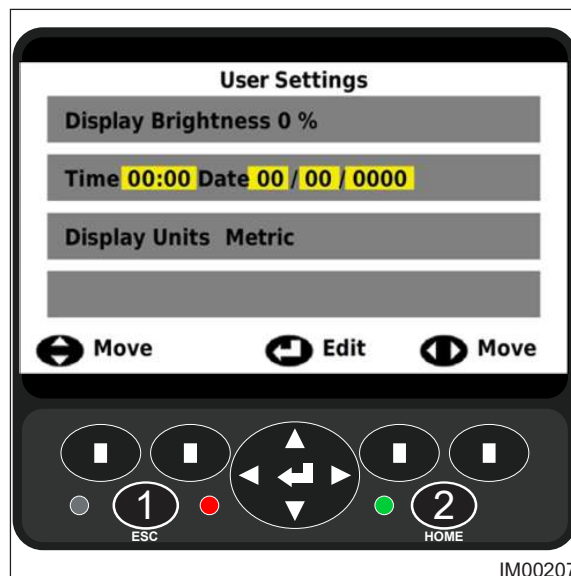 User Settings
Display Brightness 0 %
Time 00:00 Date 00 / 00 / 0000
Display Units Metric
Move Edit Move
1 2
ESC HOME
IM00207